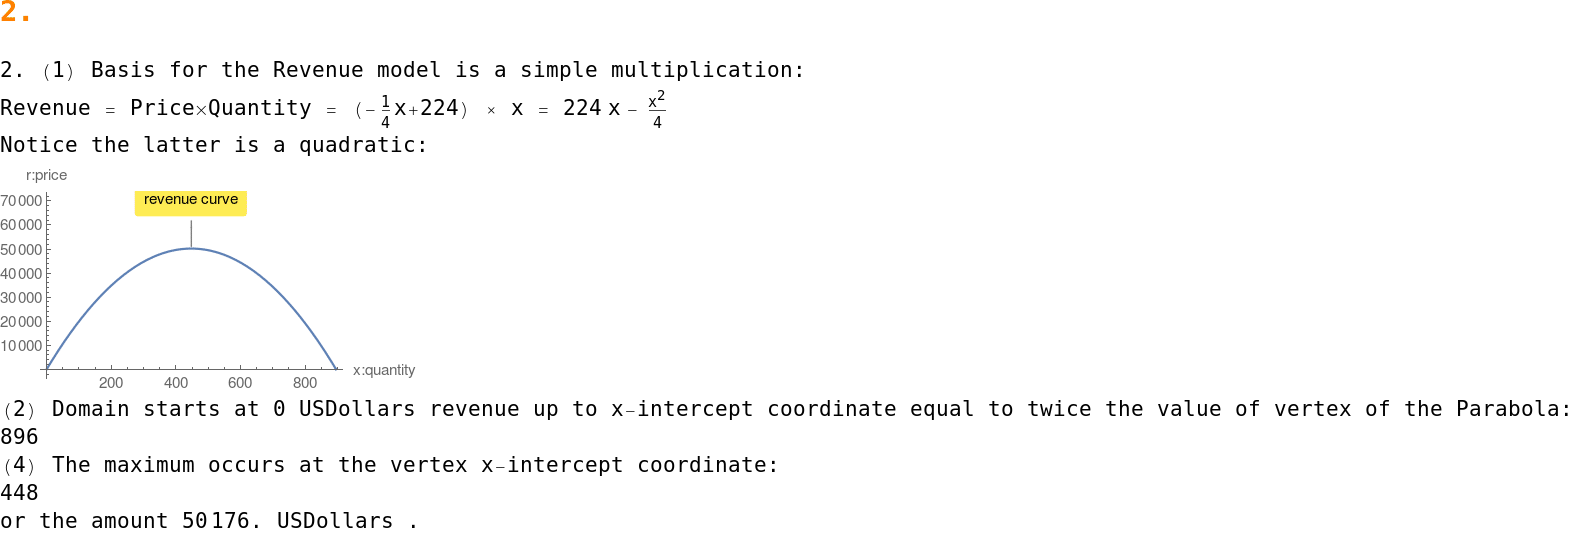 2.
2. (1) Basis for the Revenue model is a simple multiplication:
Revenue = Price×Quantity = (-1/4 x+224) × x = 224 x - x²/4
Notice the latter is a quadratic:
r:price
revenue curve
70 000
60 000
50 000
40 000
30 000
20 000
10 000
200 400 600 800 x:quantity
(2) Domain starts at 0 USDollars revenue up to x-intercept coordinate equal to twice the value of vertex of the Parabola:
896
(4) The maximum occurs at the vertex x-intercept coordinate:
448
or the amount 50 176. USDollars .